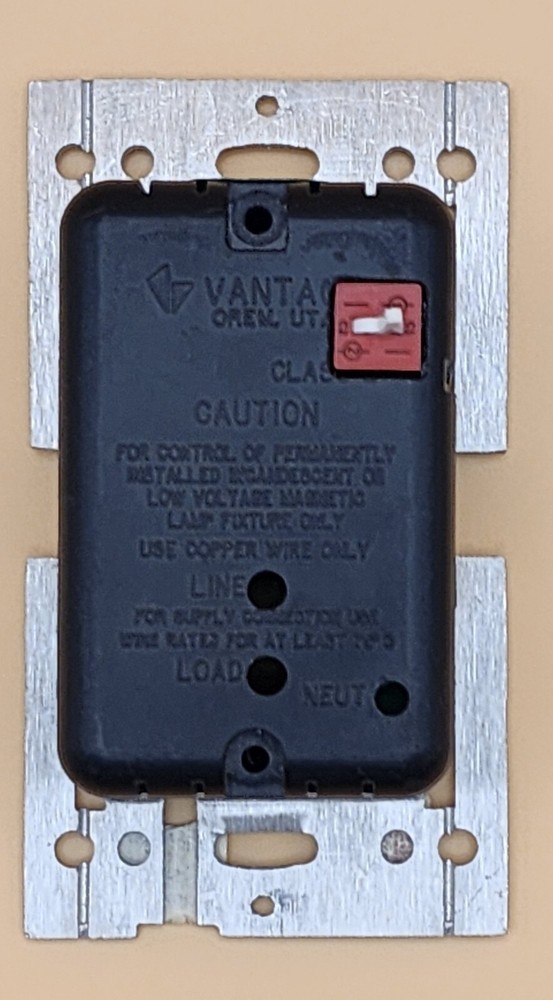 VANTAG
OREM, UT.
CLAS
CAUTION
FOR CONTROL OF PERMANENTLY
INSTALLED INCANDESCENT OR
LOW VOLTAGE MAGNETIC
LAMP FIXTURE ONLY
USE COPPER WIRE ONLY
LINE
FOR SUPPLY CONNECTION USE
WIRE RATED FOR AT LEAST
LOAD
NEUT